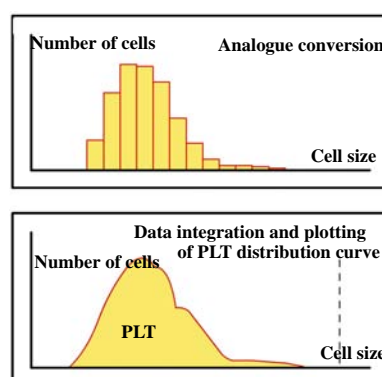 Number of cells
Analogue conversion
Cell size
Data integration and plotting
of PLT distribution curve
Number of cells
PLT
Cell size